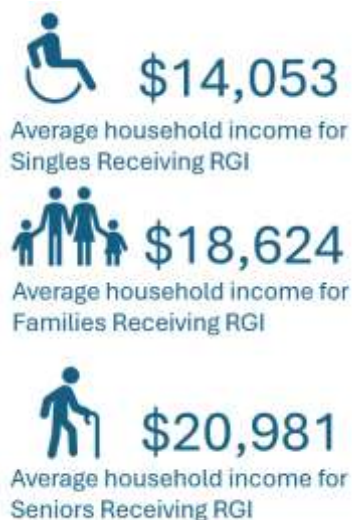 $14,053
Average household income for
Singles Receiving RGI
$18,624
Average household income for
Families Receiving RGI
$20,981
Average household income for
Seniors Receiving RGI